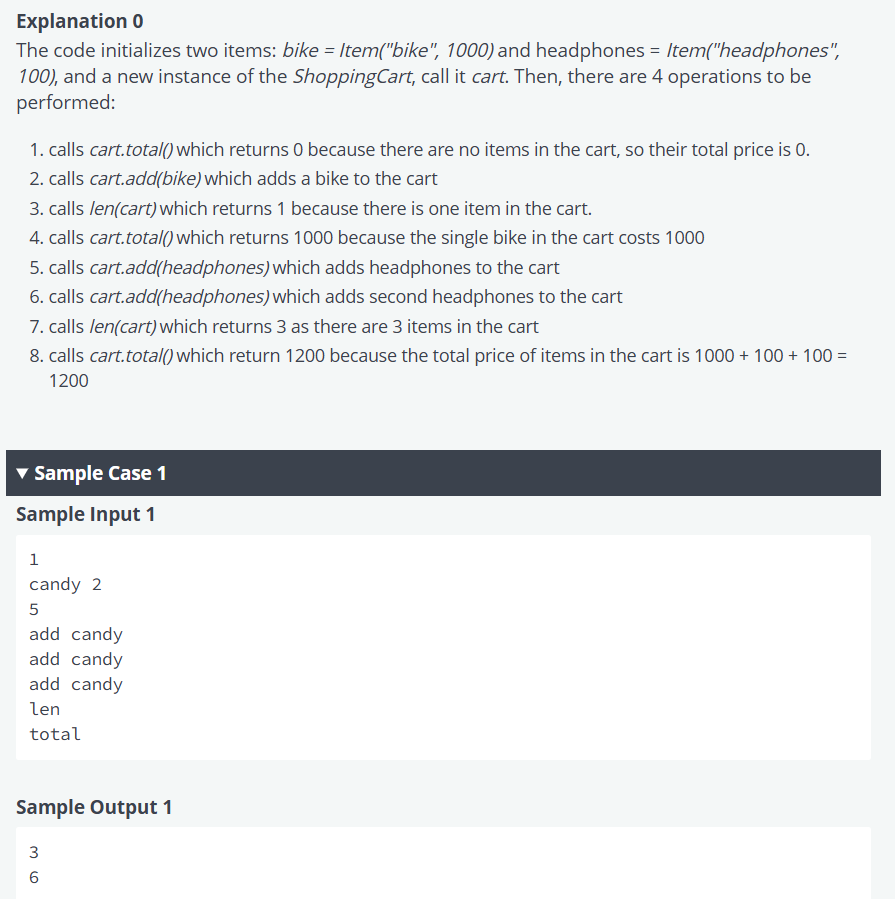 Explanation 0
The code initializes two items: bike = Item("bike", 1000) and headphones = Item("headphones",
100), and a new instance of the ShoppingCart, call it cart. Then, there are 4 operations to be
performed:
1. calls cart.total() which returns 0 because there are no items in the cart, so their total price is 0.
2. calls cart.add(bike) which adds a bike to the cart
3. calls len(cart) which returns 1 because there is one item in the cart.
4. calls cart.total() which returns 1000 because the single bike in the cart costs 1000
5. calls cart.add(headphones) which adds headphones to the cart
6. calls cart.add(headphones) which adds second headphones to the cart
7. calls len(cart) which returns 3 as there are 3 items in the cart
8. calls cart.total() which return 1200 because the total price of items in the cart is 1000 + 100 + 100 =
1200
▼ Sample Case 1
Sample Input 1
1
candy 2
5
add candy
add candy
add candy
len
total
Sample Output 1
3
6